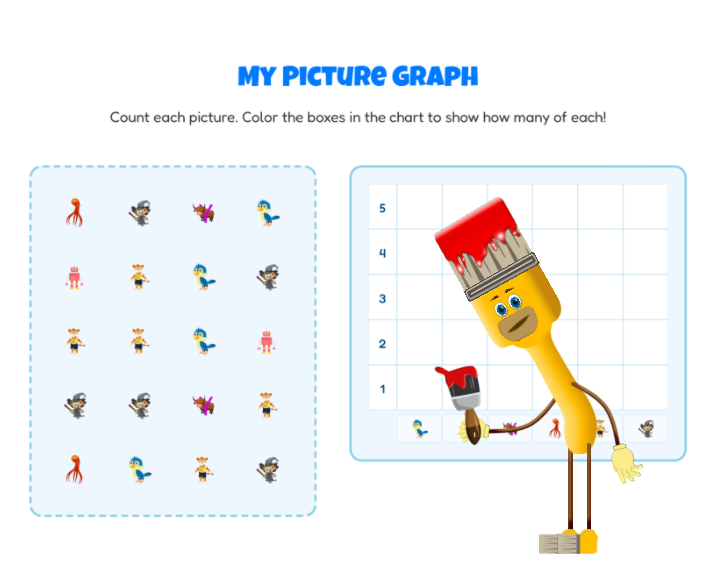 My Picture Graph
Count each picture. Color the boxes in the chart to show how many of each!
5
4
3
2
1